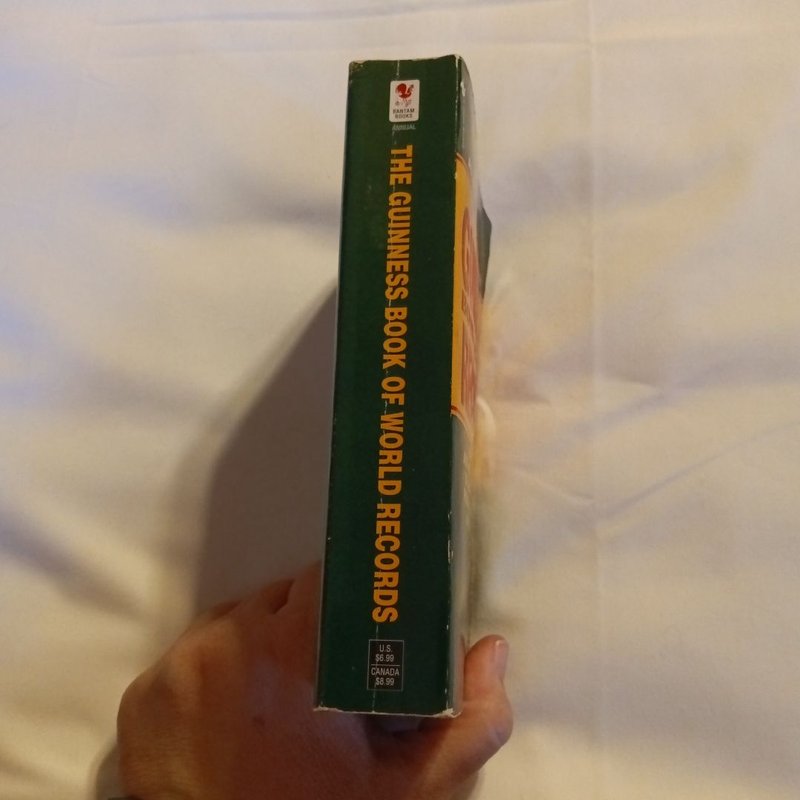 BANTAM
BOOKS
ANNUAL
THE GUINNESS BOOK OF WORLD RECORDS
U.S.
$6.99
CANADA
$8.99